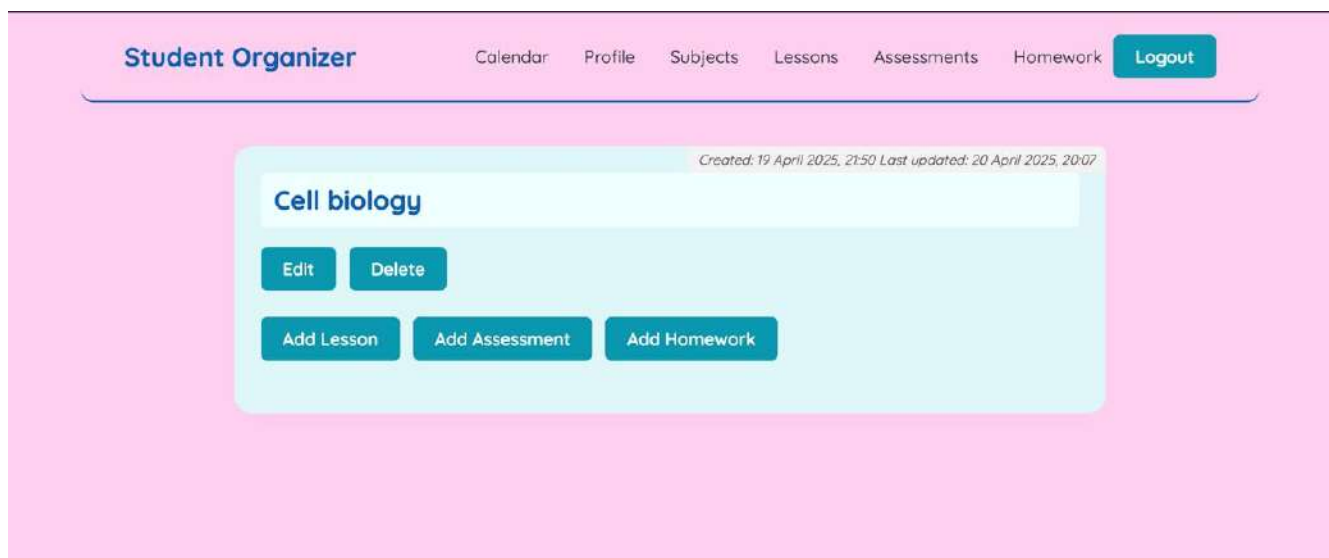 Student Organizer Calendar Profile Subjects Lessons Assessments Homework Logout
Created: 19 April 2025, 21:50 Last updated: 20 April 2025, 20:07
Cell biology
Edit Delete
Add Lesson Add Assessment Add Homework